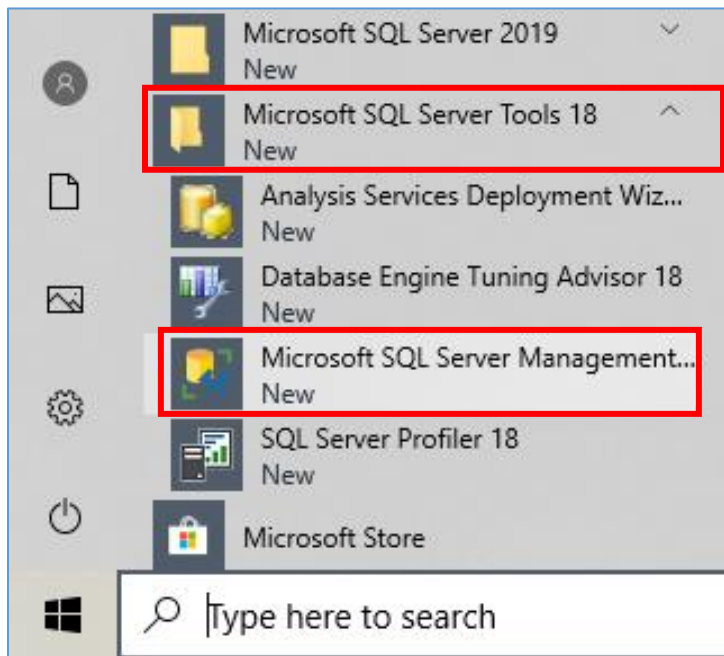 Microsoft SQL Server 2019
New
Microsoft SQL Server Tools 18
New
Analysis Services Deployment Wiz...
New
Database Engine Tuning Advisor 18
New
Microsoft SQL Server Management...
New
SQL Server Profiler 18
New
Microsoft Store
Type here to search